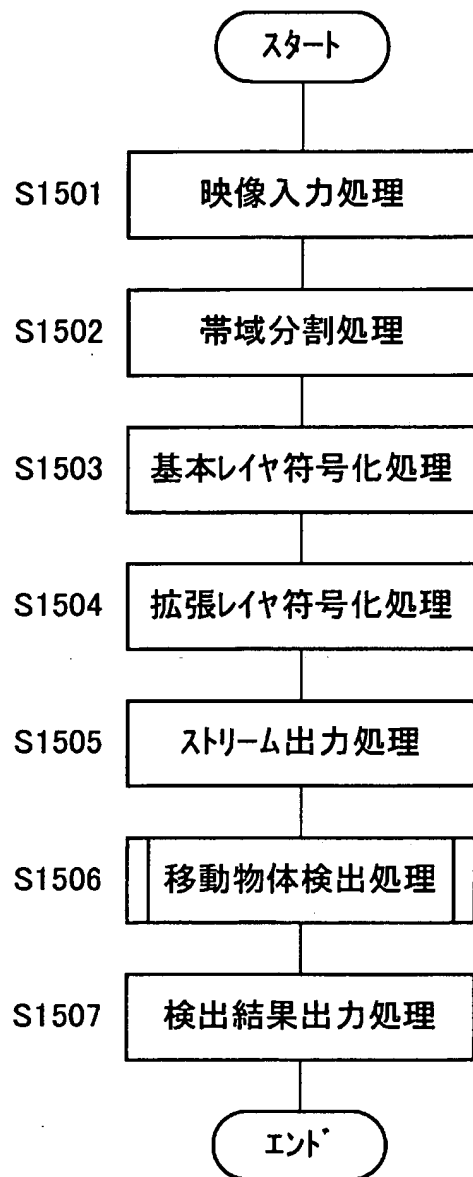 スタート
S1501 映像入力処理
S1502 帯域分割処理
S1503 基本レイヤ符号化処理
S1504 拡張レイヤ符号化処理
S1505 ストリーム出力処理
S1506 移動物体検出処理
S1507 検出結果出力処理
エンド